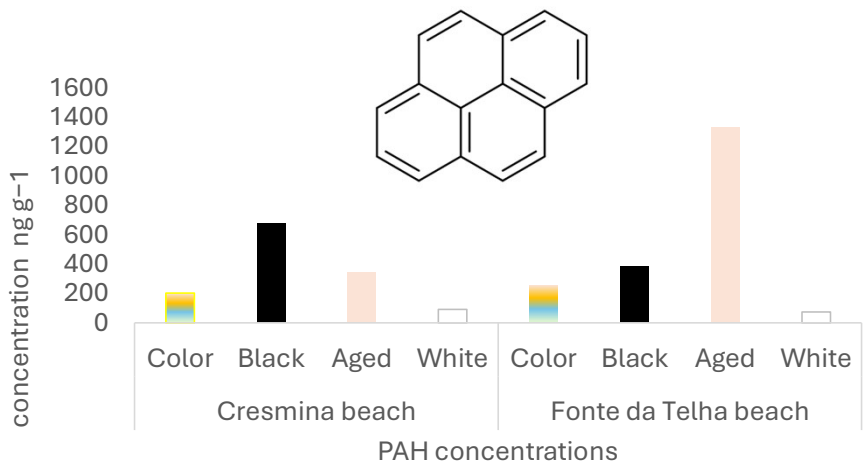 concentration ng g−1
1600
1400
1200
1000
800
600
400
200
0
Color Black Aged White Color Black Aged White
Cresmina beach Fonte da Telha beach
PAH concentrations